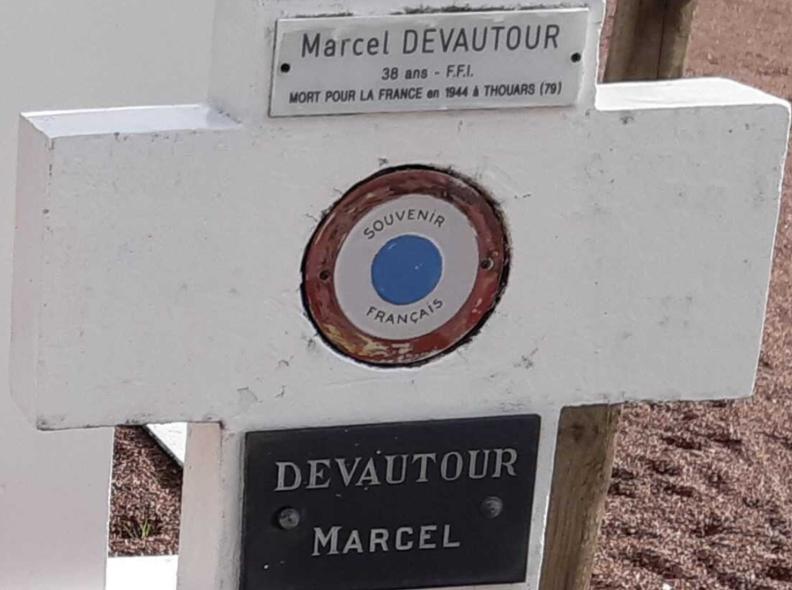 Marcel DEVAUTOUR
38 ans - F.F.I.
MORT POUR LA FRANCE en 1944 à THOUARS (79)
SOUVENIR
FRANÇAIS
DEVAUTOUR
MARCEL